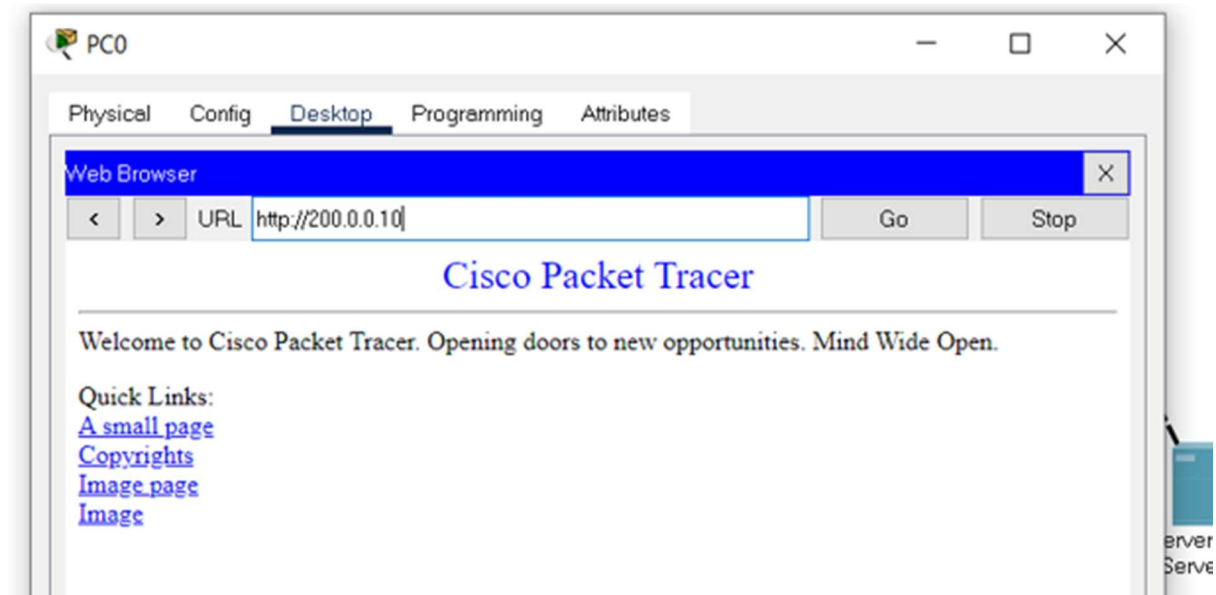 PC0
Physical Config Desktop Programming Attributes
Web Browser X
< > URL http://200.0.0.10 Go Stop
Cisco Packet Tracer
Welcome to Cisco Packet Tracer. Opening doors to new opportunities. Mind Wide Open.
Quick Links:
A small page
Copyrights
Image page
Image
erver
Serve